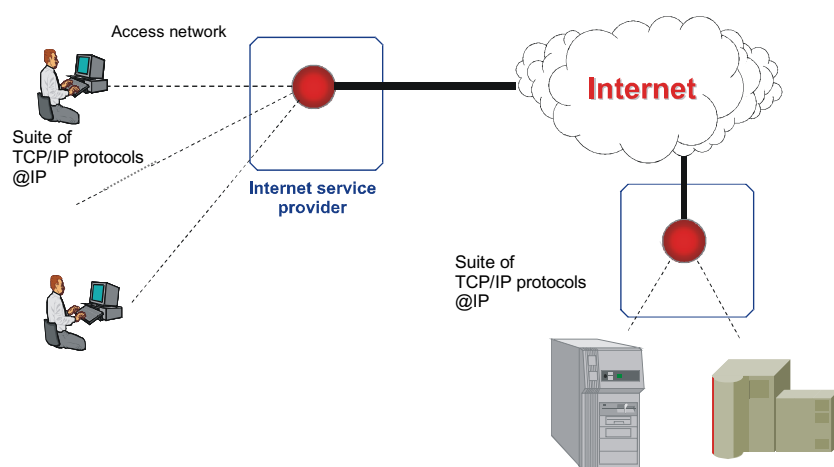 Access network
Internet
Suite of
TCP/IP protocols
@IP
Internet service
provider
Suite of
TCP/IP protocols
@IP